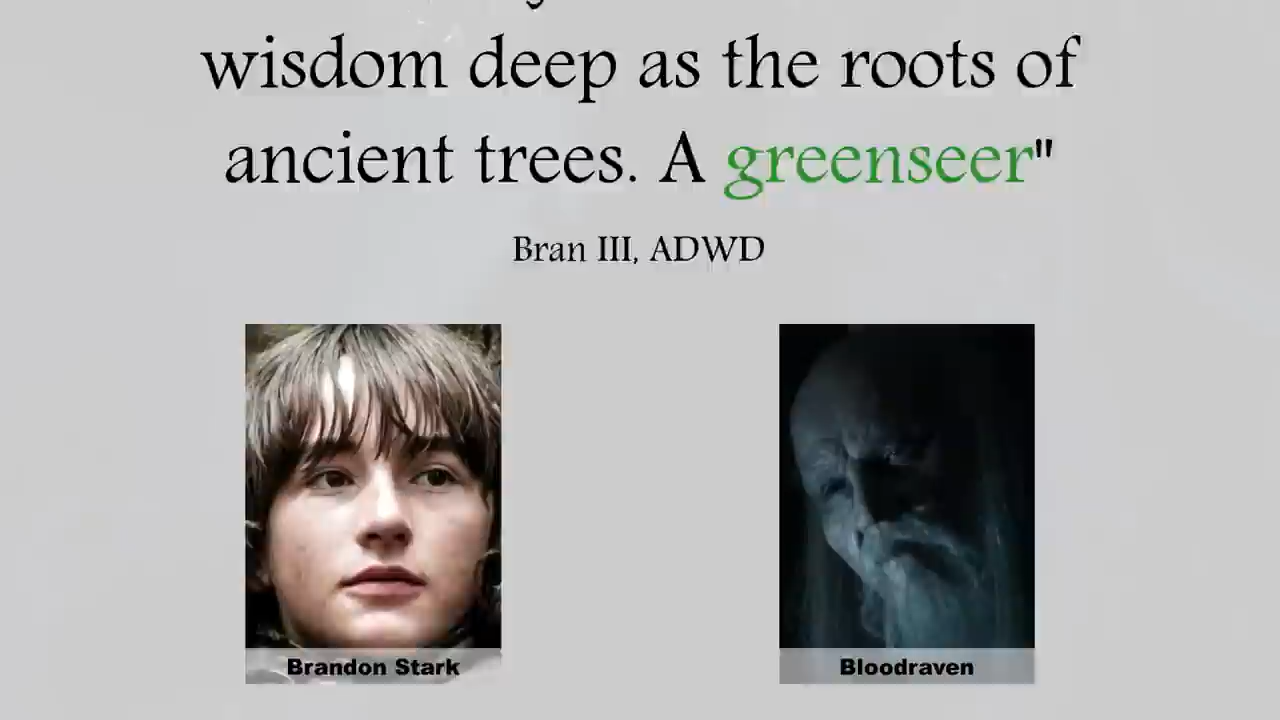 wisdom deep as the roots of
ancient trees. A greenseer"
Bran III, ADWD
Brandon Stark
Bloodraven